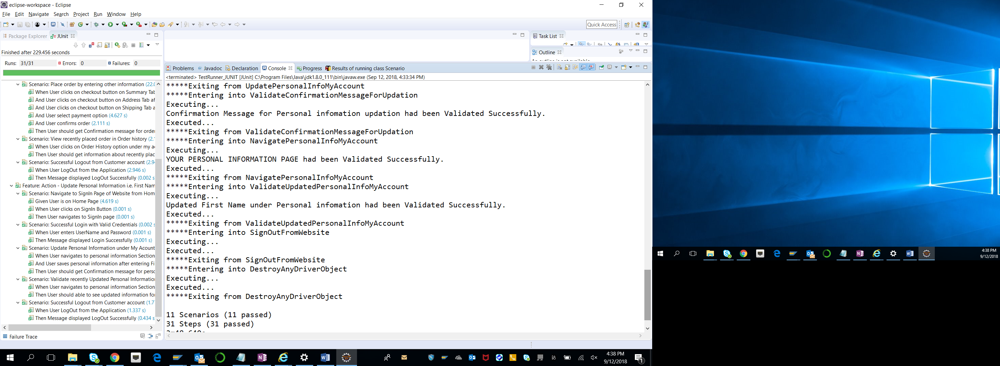 eclipse-workspace - Eclipse
File Edit Navigate Search Project Run Window Help
Quick Access
Package Explorer JUnit
Finished after 229.456 seconds
Runs: 31/31 Errors: 0 Failures: 0
Scenario: Place order by entering other information (22.0
When User clicks on checkout button on Summary Tab
And User clicks on checkout button on Address Tab af
And User clicks on checkout button on Shipping Tab a
And User select payment option (4.627 s)
And User confirms order (2.111 s)
Then User should get Confirmation message for order
Scenario: View recently placed order in Order history (2.1
When User clicks on Order History option under my a
Then User should get information about recently plac
Scenario: Successful Logout from Customer account (2.94
When User LogOut from the Application (2.946 s)
Then Message displayed LogOut Successfully (0.002 s
Feature: Action - Update Personal Information i.e. First Nam
Scenario: Navigate to SignIn Page of Website from Hom
Given User is on Home Page (4.619 s)
When User clicks on SignIn Button (0.001 s)
Then User navigates to SignIn page (0.001 s)
Scenario: Successful Login with Valid Credentials (0.002 s
When User enters UserName and Password (0.001 s)
Then Message displayed Login Successfully (0.001 s)
Scenario: Update Personal Information under My Acount
When User navigates to personal information Section
And User saves personal information after entering Fi
Then User should get Confirmation message for perso
Scenario: Validate recently Updated Personal Informatio
When User navigates to personal information Section
Then User should able to see updated information fo
Scenario: Successful Logout from Customer account (1.7
When User LogOut from the Application (1.337 s)
Then Message displayed LogOut Successfully (0.434 s
Failure Trace
Task List
Outline
An outline is not available.
Problems Javadoc Declaration Console Progress Results of running class Scenario
<terminated> TestRunner_JUNIT [JUnit] C:\Program Files\Java\jdk1.8.0_111\bin\javaw.exe (Sep 12, 2018, 4:33:34 PM)
*****Exiting from UpdatePersonalInfoMyAccount
*****Entering into ValidateConfirmationMessageForUpdation
Executing...
Confirmation Message for Personal infomation updation had been Validated Successfully.
Executed...
*****Exiting from ValidateConfirmationMessageForUpdation
*****Entering into NavigatePersonalInfoMyAccount
Executing...
YOUR PERSONAL INFORMATION PAGE had been Validated Successfully.
Executed...
*****Exiting from NavigatePersonalInfoMyAccount
*****Entering into ValidateUpdatedPersonalInfoMyAccount
Executing...
Updated First Name under Personal infomation had been Validated Successfully.
Executed...
*****Exiting from ValidateUpdatedPersonalInfoMyAccount
*****Entering into SignOutFromWebsite
Executing...
Executed...
*****Exiting from SignOutFromWebsite
*****Entering into DestroyAnyDriverObject
Executing...
Executed...
*****Exiting from DestroyAnyDriverObject
11 Scenarios (11 passed)
31 Steps (31 passed)
4:38 PM
9/12/2018
1
4:38 PM
9/12/2018